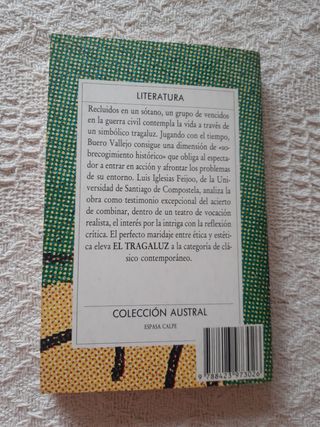 LITERATURA
Recluidos en un sótano, un grupo de vencidos
en la guerra civil contempla la vida a través de
un simbólico tragaluz. Jugando con el tiempo,
Buero Vallejo consigue una dimensión de «so-
brecogimiento histórico» que obliga al especta-
dor a entrar en acción y afrontar los problemas
de su entorno. Luis Iglesias Feijoo, de la Uni-
versidad de Santiago de Compostela, analiza la
obra como testimonio excepcional del acierto
de combinar, dentro de un teatro de vocación
realista, el interés por la intriga con la reflexión
crítica. El perfecto maridaje entre ética y estéti-
ca eleva EL TRAGALUZ a la categoría de clá-
sico contemporáneo.
COLECCIÓN AUSTRAL
ESPASA CALPE
9 788423 973026